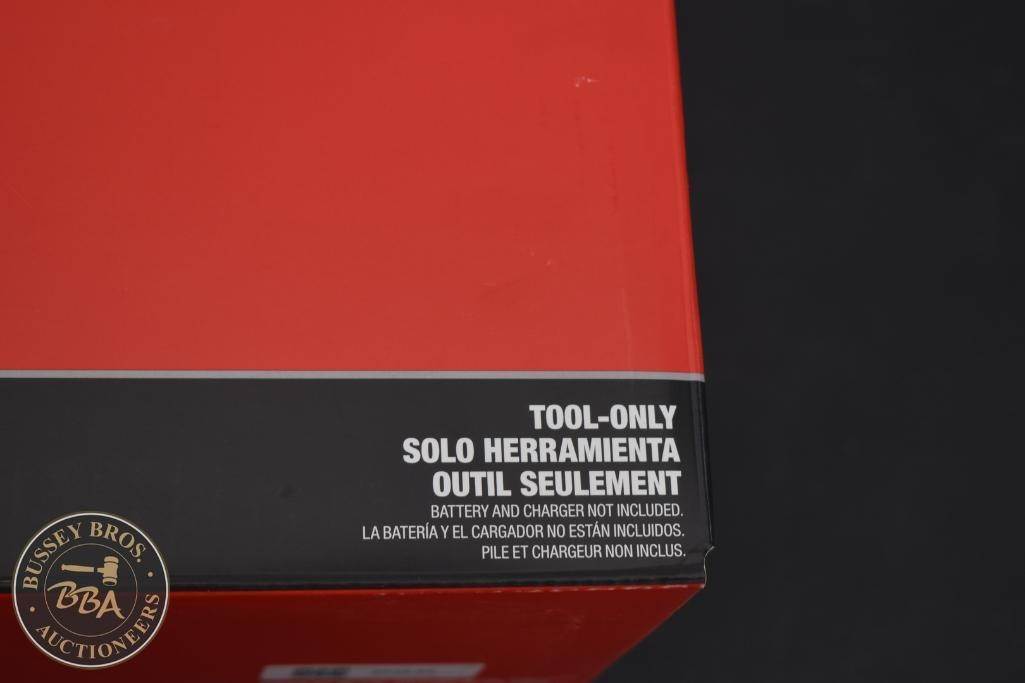 TOOL-ONLY
SOLO HERRAMIENTA
OUTIL SEULEMENT
BATTERY AND CHARGER NOT INCLUDED.
LA BATERÍA Y EL CARGADOR NO ESTÁN INCLUIDOS.
PILE ET CHARGEUR NON INCLUS.
BUSSEY BROS.
BBA
AUCTIONEERS